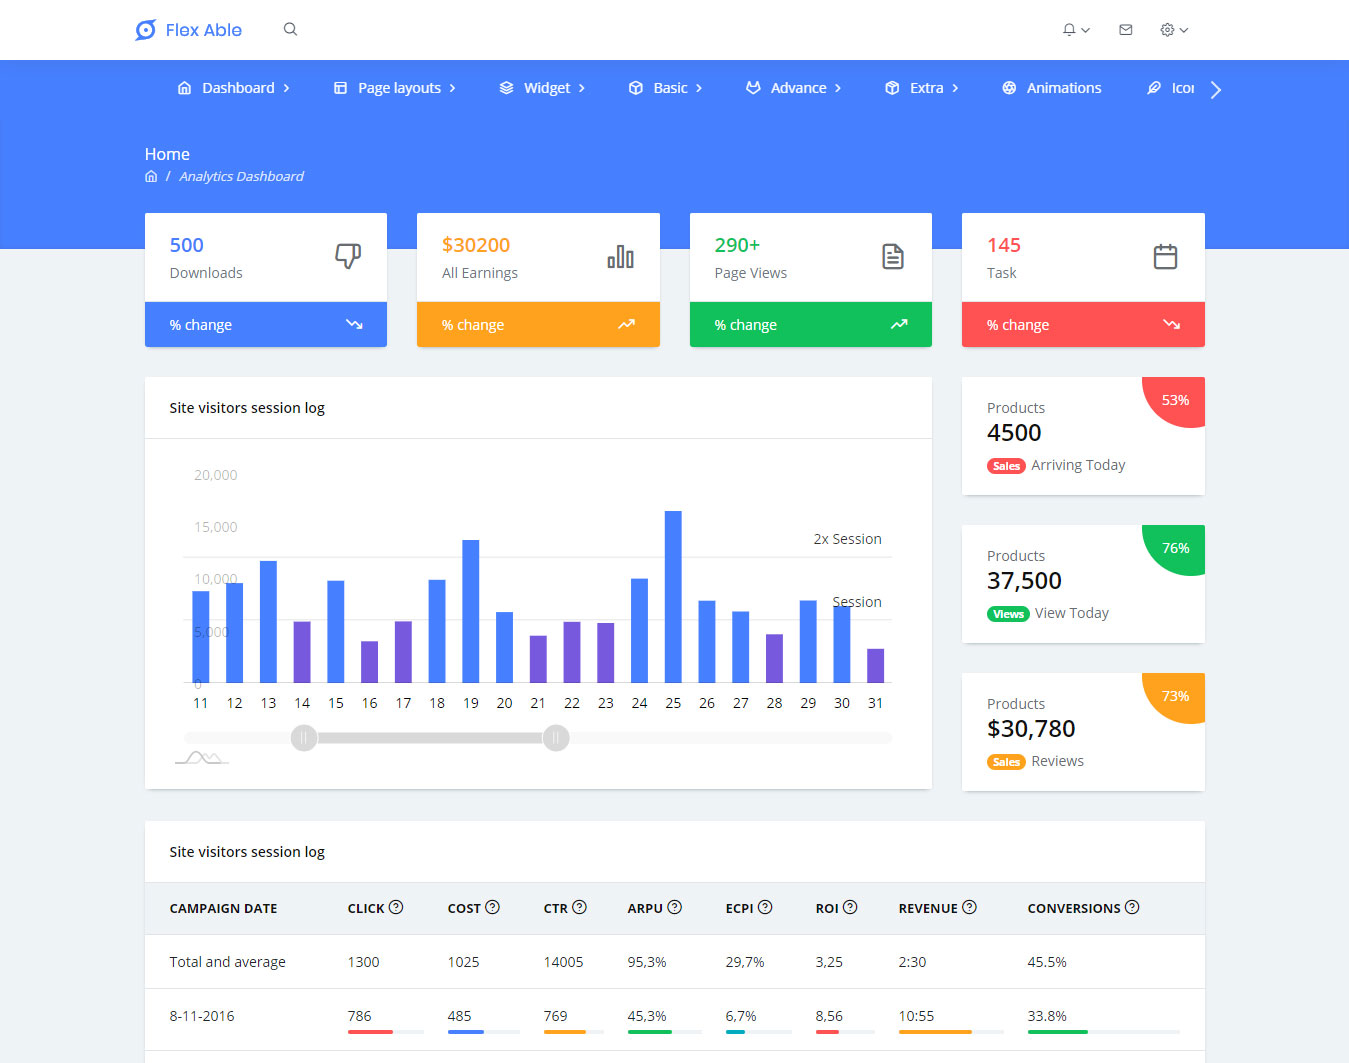 Flex Able
Dashboard Page layouts Widget Basic Advance Extra Animations
Home
/ Analytics Dashboard
500
Downloads
% change
$30200
All Earnings
% change
290+
Page Views
% change
145
Task
% change
Site visitors session log
20,000
15,000
10,000
5,000
0
2x Session
Session
11 12 13 14 15 16 17 18 19 20 21 22 23 24 25 26 27 28 29 30 31
53%
Products
4500
Sales Arriving Today
76%
Products
37,500
Views View Today
73%
Products
$30,780
Sales Reviews
Site visitors session log
CAMPAIGN DATE CLICK ? COST ? CTR ? ARPU ? ECPI ? ROI ? REVENUE ? CONVERSIONS ?
Total and average 1300 1025 14005 95,3% 29,7% 3,25 2:30 45.5%
8-11-2016 786 485 769 45,3% 6,7% 8,56 10:55 33.8%